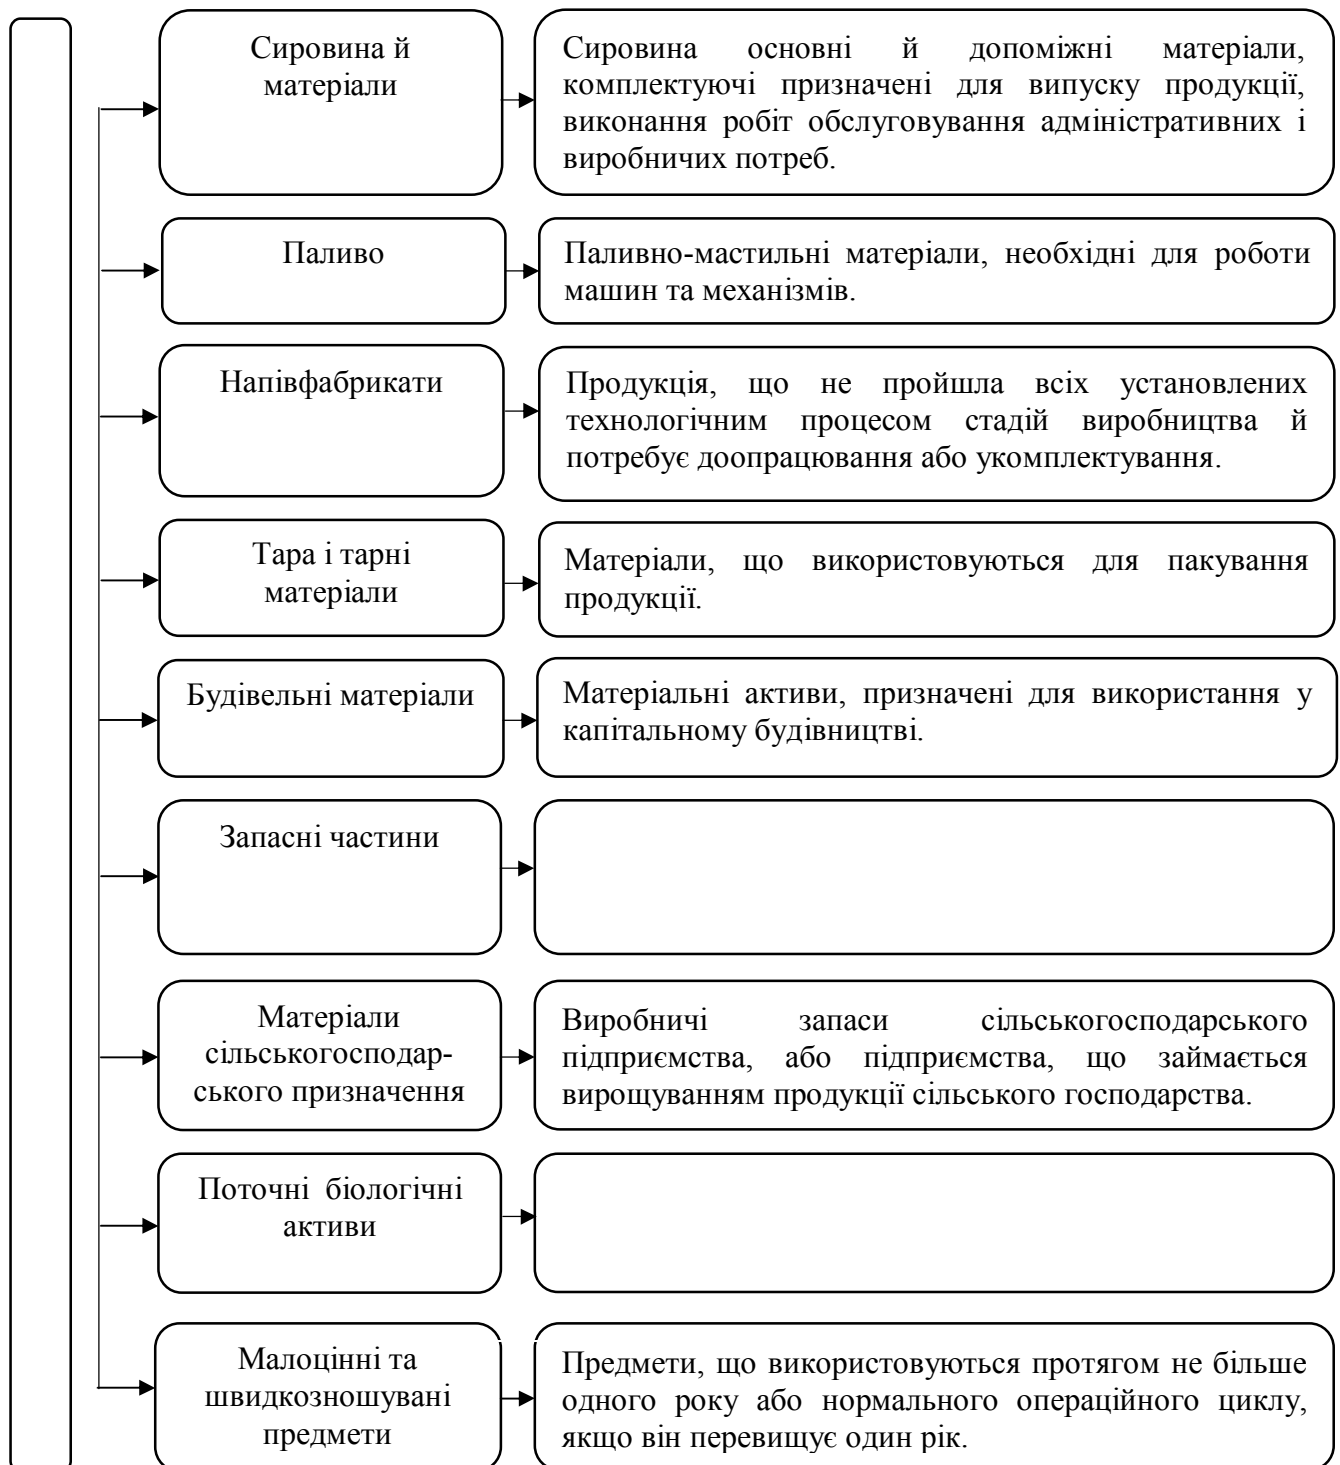 Сировина й
матеріали
Сировина основні й допоміжні матеріали,
комплектуючі призначені для випуску продукції,
виконання робіт обслуговування адміністративних і
виробничих потреб.
Паливо
Паливно-мастильні матеріали, необхідні для роботи
машин та механізмів.
Напівфабрикати
Продукція, що не пройшла всіх установлених
технологічним процесом стадій виробництва й
потребує доопрацювання або укомплектування.
Тара і тарні
матеріали
Матеріали, що використовуються для пакування
продукції.
Будівельні матеріали
Матеріальні активи, призначені для використання у
капітальному будівництві.
Запасні частини
Матеріали
сільськогосподар-
ського призначення
Виробничі запаси сільськогосподарського
підприємства, або підприємства, що займається
вирощуванням продукції сільського господарства.
Поточні біологічні
активи
Малоцінні та
швидкозношувані
предмети
Предмети, що використовуються протягом не більше
одного року або нормального операційного циклу,
якщо він перевищує один рік.